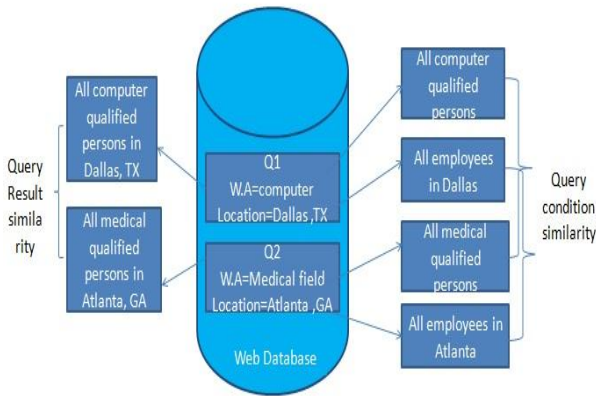 Query
Result
simila
rity
All computer
qualified
persons in
Dallas, TX
All medical
qualified
persons in
Atlanta, GA
Q1
W.A=computer
Location=Dallas ,TX
Q2
W.A=Medical field
Location=Atlanta ,GA
Web Database
All computer
qualified
persons
All employees
in Dallas
All medical
qualified
persons
All employees in
Atlanta
Query
condition
similarity